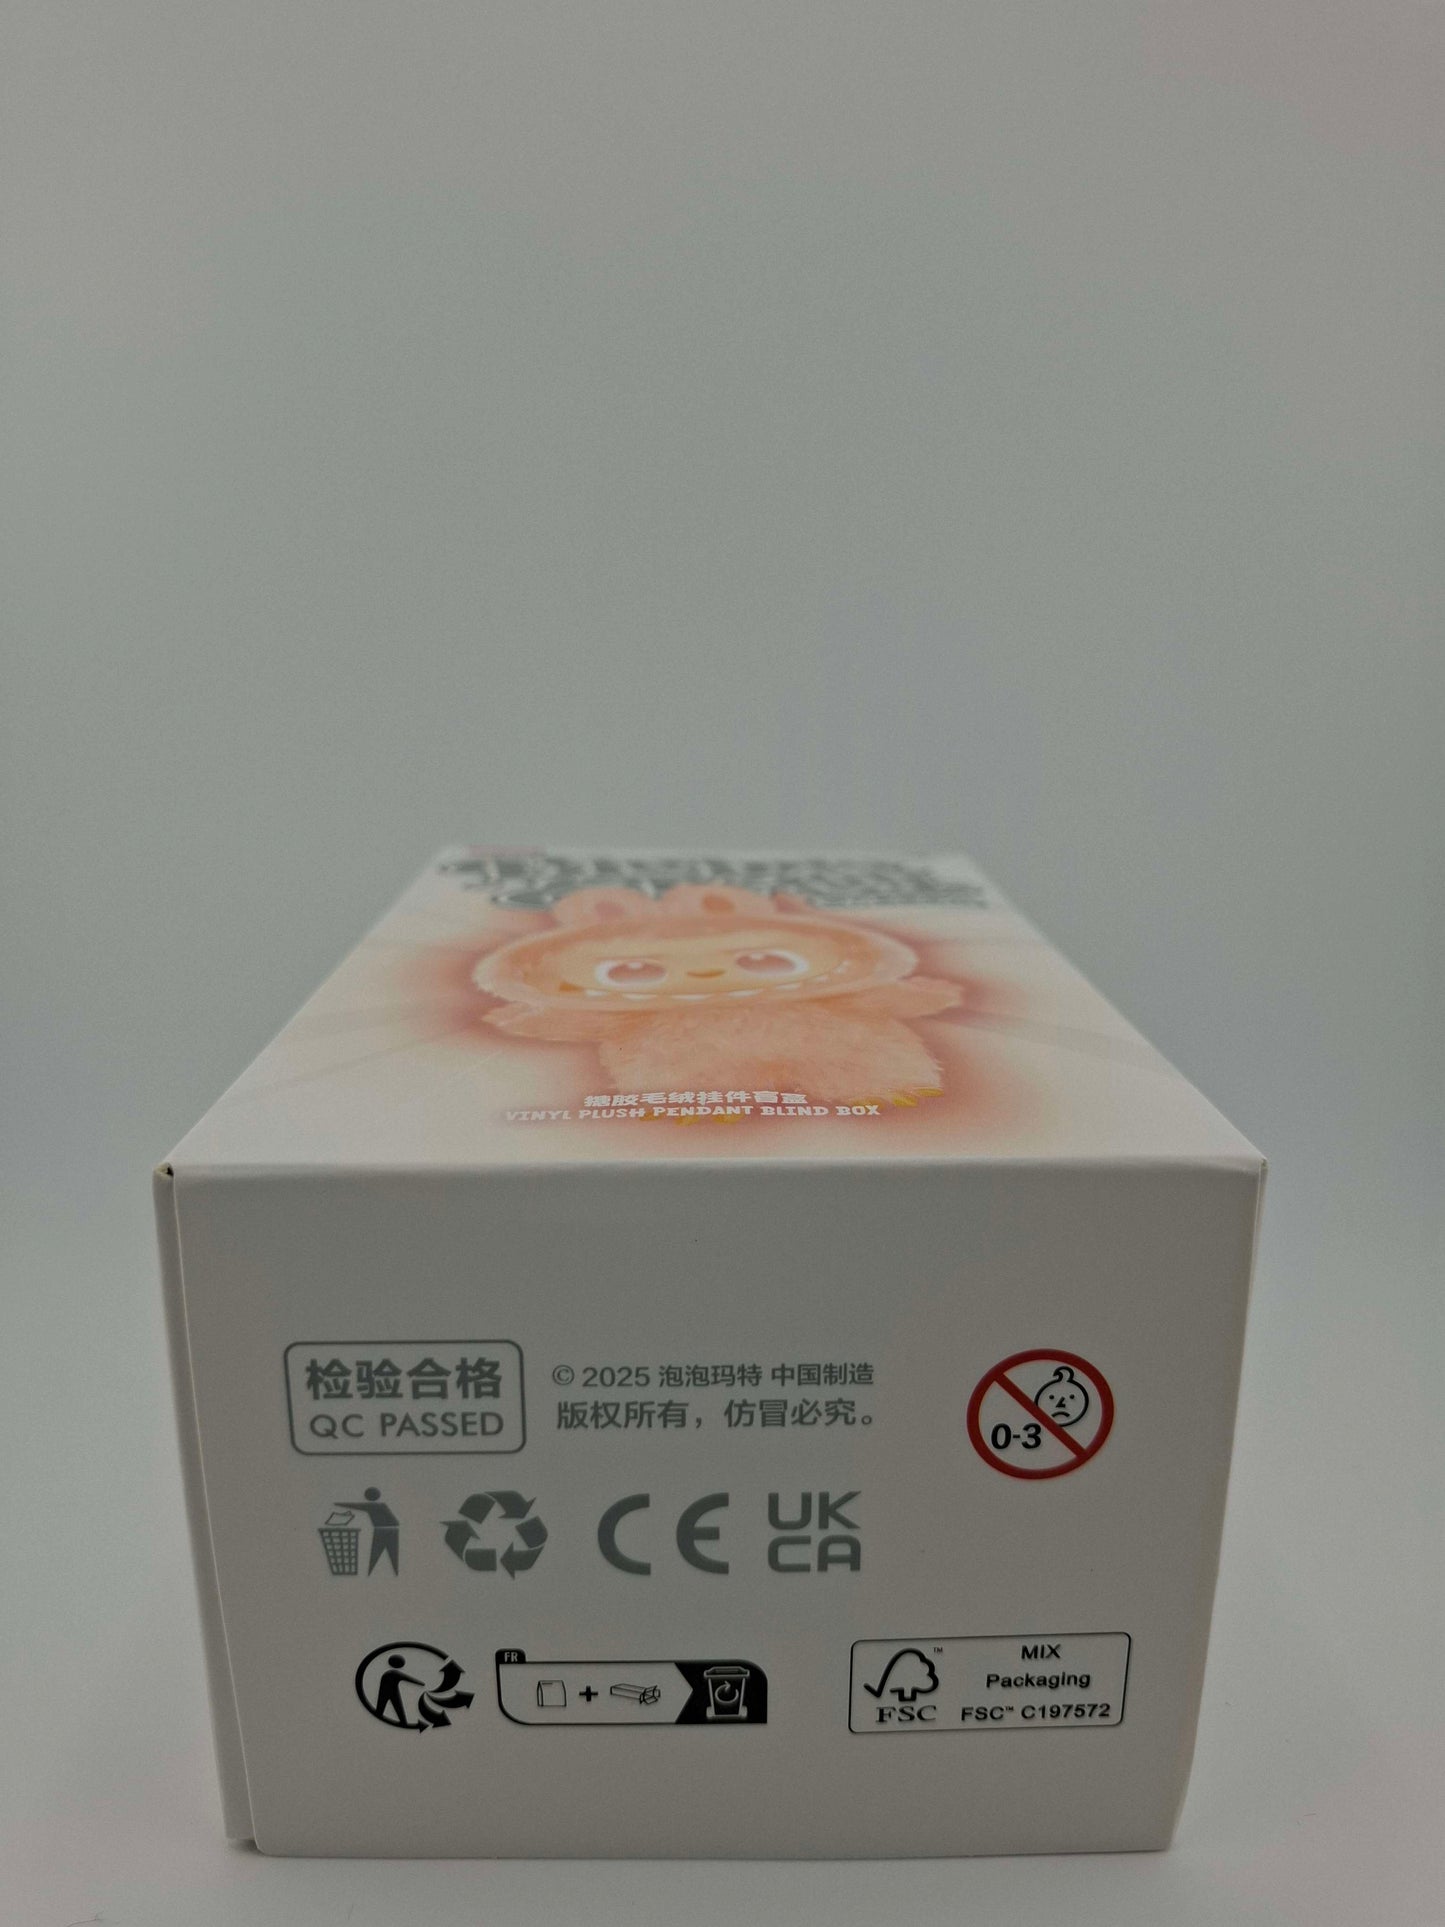 搪胶毛绒挂件盲盒
VINYL PLUSH PENDANT BLIND BOX
检验合格
QC PASSED
© 2025 泡泡玛特 中国制造
版权所有，仿冒必究。
0-3
CE
UK
CA
FR
+
FSC
™
MIX
Packaging
FSC™ C197572